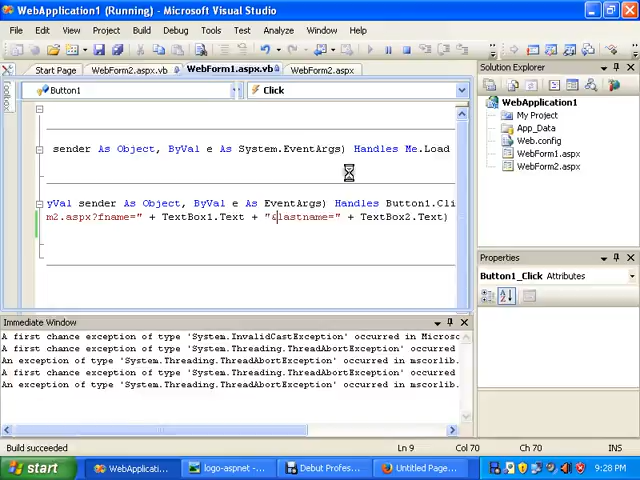 WebApplication1 (Running) - Microsoft Visual Studio
File Edit View Project Build Debug Data Tools Test Analyze Window Help
Start Page WebForm2.aspx.vb WebForm1.aspx.vb WebForm2.aspx
Toolbox
Button1 Click
sender As Object, ByVal e As System.EventArgs) Handles Me.Load
yVal sender As Object, ByVal e As EventArgs) Handles Button1.Cli
m2.aspx?fname=" + TextBox1.Text + "&lastname=" + TextBox2.Text)
Immediate Window
A first chance exception of type 'System.InvalidCastException' occurred in Microsc
A first chance exception of type 'System.Threading.ThreadAbortException' occurred
An exception of type 'System.Threading.ThreadAbortException' occurred in mscorlib.
A first chance exception of type 'System.Threading.ThreadAbortException' occurred
An exception of type 'System.Threading.ThreadAbortException' occurred in mscorlib.
Solution Explorer
WebApplication1
My Project
App_Data
Web.config
WebForm1.aspx
WebForm2.aspx
Properties
Button1_Click Attributes
Build succeeded Ln 9 Col 70 Ch 70 INS
start WebApplicati... logo-aspnet -... Debut Profes... Untitled Page... 9:28 PM